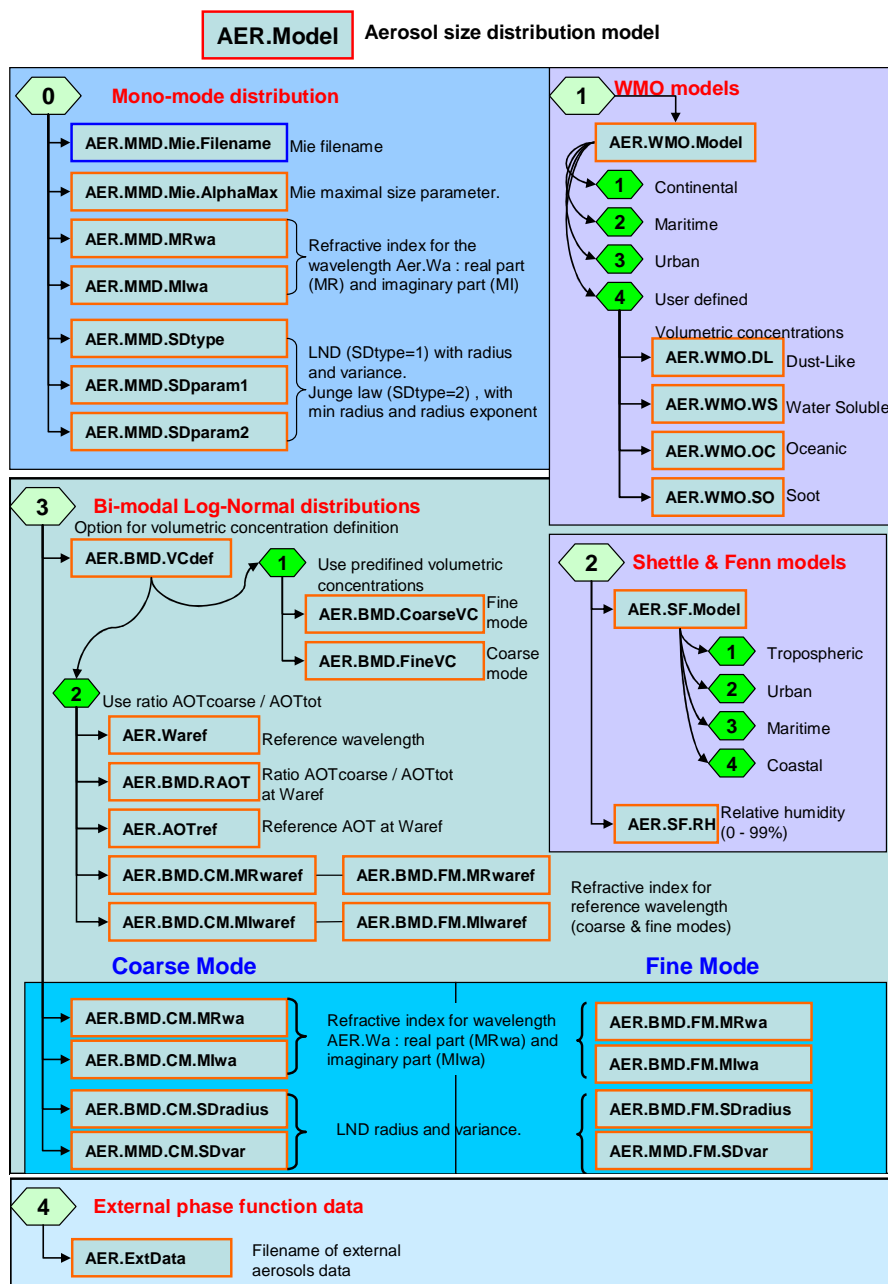 AER.Model Aerosol size distribution model
0 Mono-mode distribution
AER.MMD.Mie.Filename Mie filename
AER.MMD.Mie.AlphaMax Mie maximal size parameter.
AER.MMD.MRwa
AER.MMD.MIwa
Refractive index for the
wavelength Aer.Wa : real part
(MR) and imaginary part (MI)
AER.MMD.SDtype
AER.MMD.SDparam1
AER.MMD.SDparam2
LND (SDtype=1) with radius
and variance.
Junge law (SDtype=2) , with
min radius and radius exponent
1 WMO models
AER.WMO.Model
1 Continental
2 Maritime
3 Urban
4 User defined
Volumetric concentrations
AER.WMO.DL Dust-Like
AER.WMO.WS Water Soluble
AER.WMO.OC Oceanic
AER.WMO.SO Soot
2 Shettle & Fenn models
AER.SF.Model
1 Tropospheric
2 Urban
3 Maritime
4 Coastal
AER.SF.RH
Relative humidity
(0 - 99%)
3 Bi-modal Log-Normal distributions
Option for volumetric concentration definition
AER.BMD.VCdef
1
Use predifined volumetric
concentrations
AER.BMD.CoarseVC
Fine
mode
AER.BMD.FineVC
Coarse
mode
2 Use ratio AOTcoarse / AOTtot
AER.Waref Reference wavelength
AER.BMD.RAOT
Ratio AOTcoarse / AOTtot
at Waref
AER.AOTref Reference AOT at Waref
AER.BMD.CM.MRwaref AER.BMD.FM.MRwaref
AER.BMD.CM.MIwaref AER.BMD.FM.MIwaref
Refractive index for
reference wavelength
(coarse & fine modes)
Coarse Mode Fine Mode
AER.BMD.CM.MRwa
AER.BMD.CM.MIwa
Refractive index for wavelength
AER.Wa : real part (MRwa) and
imaginary part (MIwa)
AER.BMD.FM.MRwa
AER.BMD.FM.MIwa
AER.BMD.CM.SDradius
AER.MMD.CM.SDvar
LND radius and variance.
AER.BMD.FM.SDradius
AER.MMD.FM.SDvar
4 External phase function data
AER.ExtData
Filename of external
aerosols data